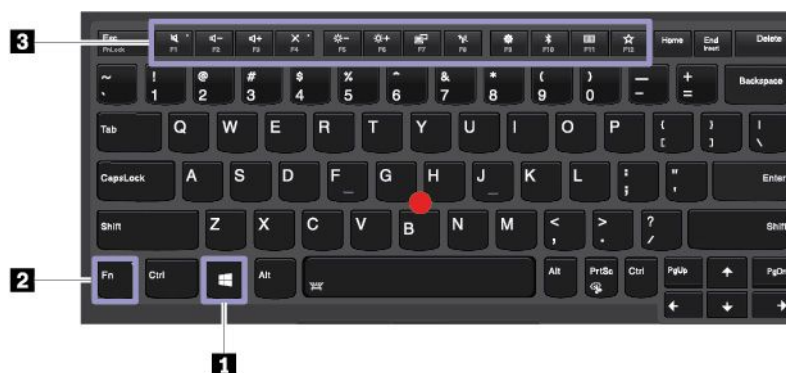 3
Esc F1 F2 F3 F4 F5 F6 F7 F8 F9 F10 F11 F12 Home End Delete
FnLock Insert
~ ! @ # $ % ^ & * ( ) — + Backspace
` 1 2 3 4 5 6 7 8 9 0 - =
Tab Q W E R T Y U I O P { } |
[ ] \
CapsLock A S D F G H J K L : " Enter
; '
Shift Z X C V B N M < > ? Shift
, . /
2
Fn Ctrl Alt Alt PrtSc Ctrl PgUp ↑ PgDn
← ↓ →
1